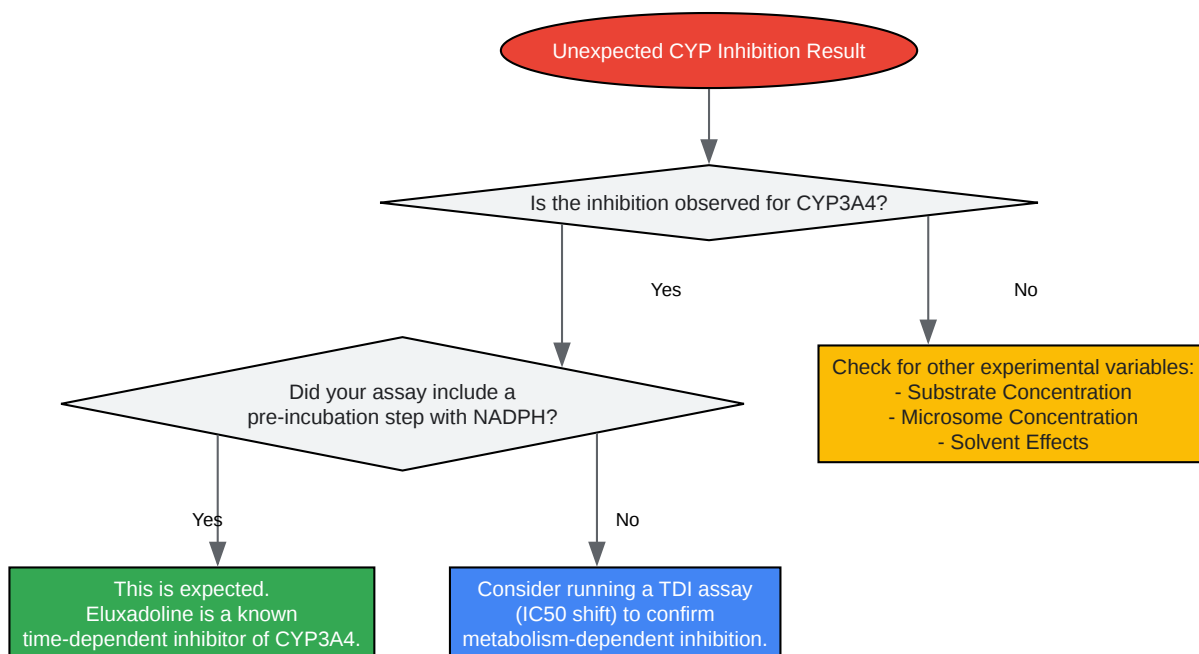 Unexpected CYP Inhibition Result
Is the inhibition observed for CYP3A4?
Yes
No
Did your assay include a
pre-incubation step with NADPH?
Check for other experimental variables:
- Substrate Concentration
- Microsome Concentration
- Solvent Effects
Yes
No
This is expected.
Eluxadoline is a known
time-dependent inhibitor of CYP3A4.
Consider running a TDI assay
(IC50 shift) to confirm
metabolism-dependent inhibition.